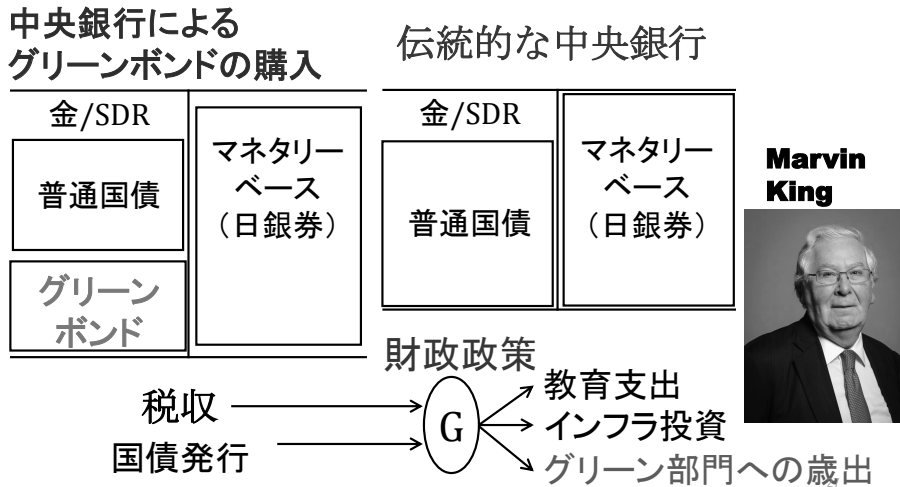 中央銀行による
グリーンボンドの購入
伝統的な中央銀行
金/SDR
普通国債
グリーン
ボンド
マネタリー
ベース
（日銀券）
金/SDR
普通国債
マネタリー
ベース
（日銀券）
Marvin
King
財政政策
税収
国債発行
G
教育支出
インフラ投資
グリーン部門への歳出